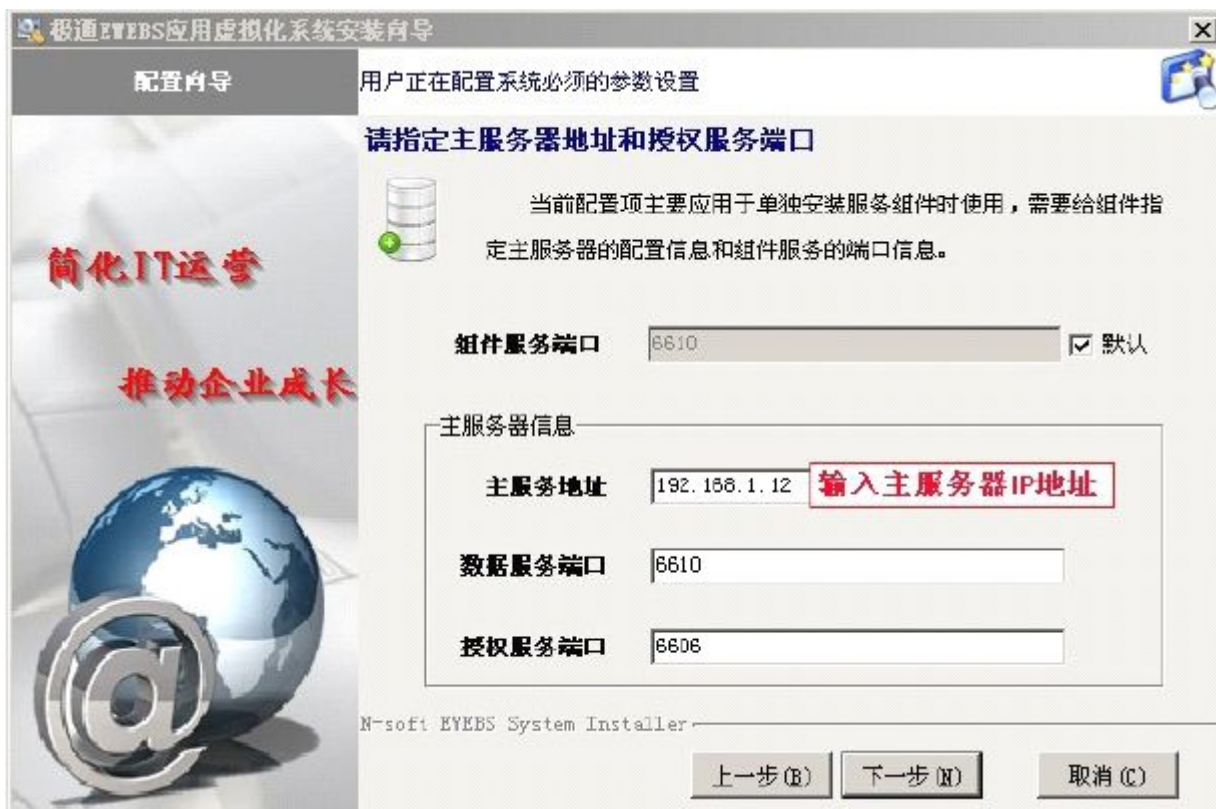 极通EWEBS应用虚拟化系统安装向导
配置向导
用户正在配置系统必须的参数设置
请指定主服务器地址和授权服务端口
当前配置项主要应用于单独安装服务组件时使用，需要给组件指
定主服务器的配置信息和组件服务的端口信息。
简化IT运营
推动企业成长
组件服务端口 6610 默认
主服务器信息
主服务地址 192.168.1.12 输入主服务器IP地址
数据服务端口 6610
授权服务端口 6606
N-soft EYEBS System Installer
上一步(B) 下一步(N) 取消(C)